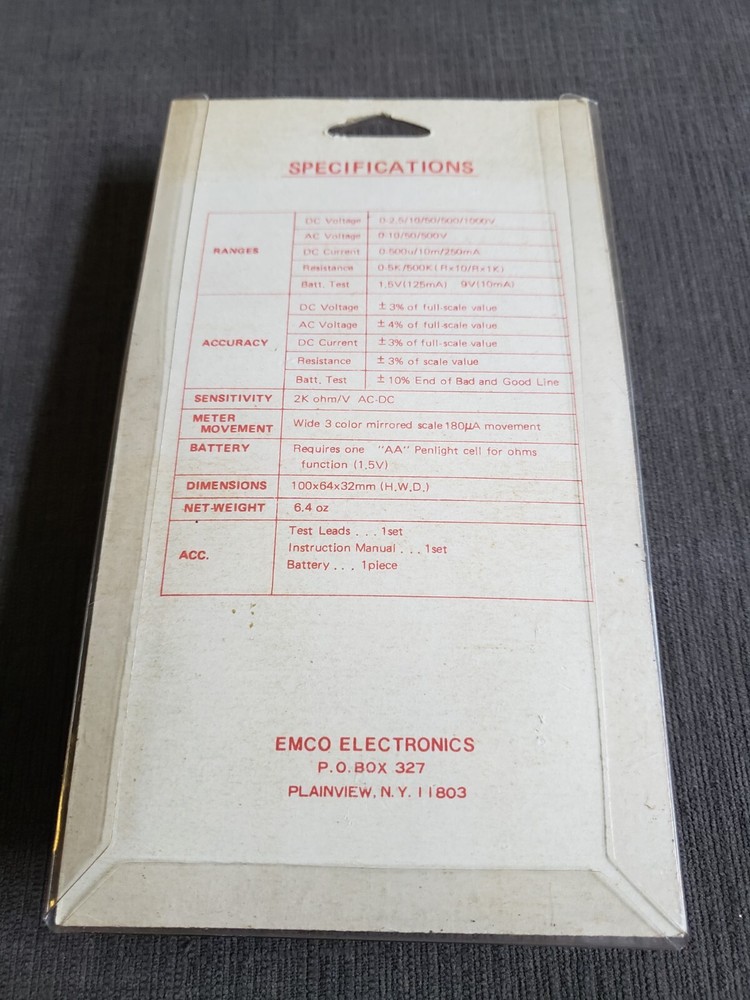 SPECIFICATIONS
RANGES
DC Voltage 0-2.5/10/50/500/1000V
AC Voltage 0-10/50/500V
DC Current 0.500u/10m/250mA
Resistance 0-5K/500K(Rx10/Rx1K)
Batt. Test 1.5V(125mA) 9V(10mA)
ACCURACY
DC Voltage ± 3% of full-scale value
AC Voltage ± 4% of full-scale value
DC Current ± 3% of full-scale value
Resistance ± 3% of scale value
Batt. Test ± 10% End of Bad and Good Line
SENSITIVITY 2K ohm/V AC-DC
METER MOVEMENT Wide 3 color mirrored scale 180μA movement
BATTERY Requires one "AA" Penlight cell for ohms
function (1.5V)
DIMENSIONS 100x64x32mm (H.W.D.)
NET-WEIGHT 6.4 oz
ACC.
Test Leads . . . 1set
Instruction Manual . . . 1set
Battery . . . 1piece
EMCO ELECTRONICS
P.O.BOX 327
PLAINVIEW, N.Y. 11803